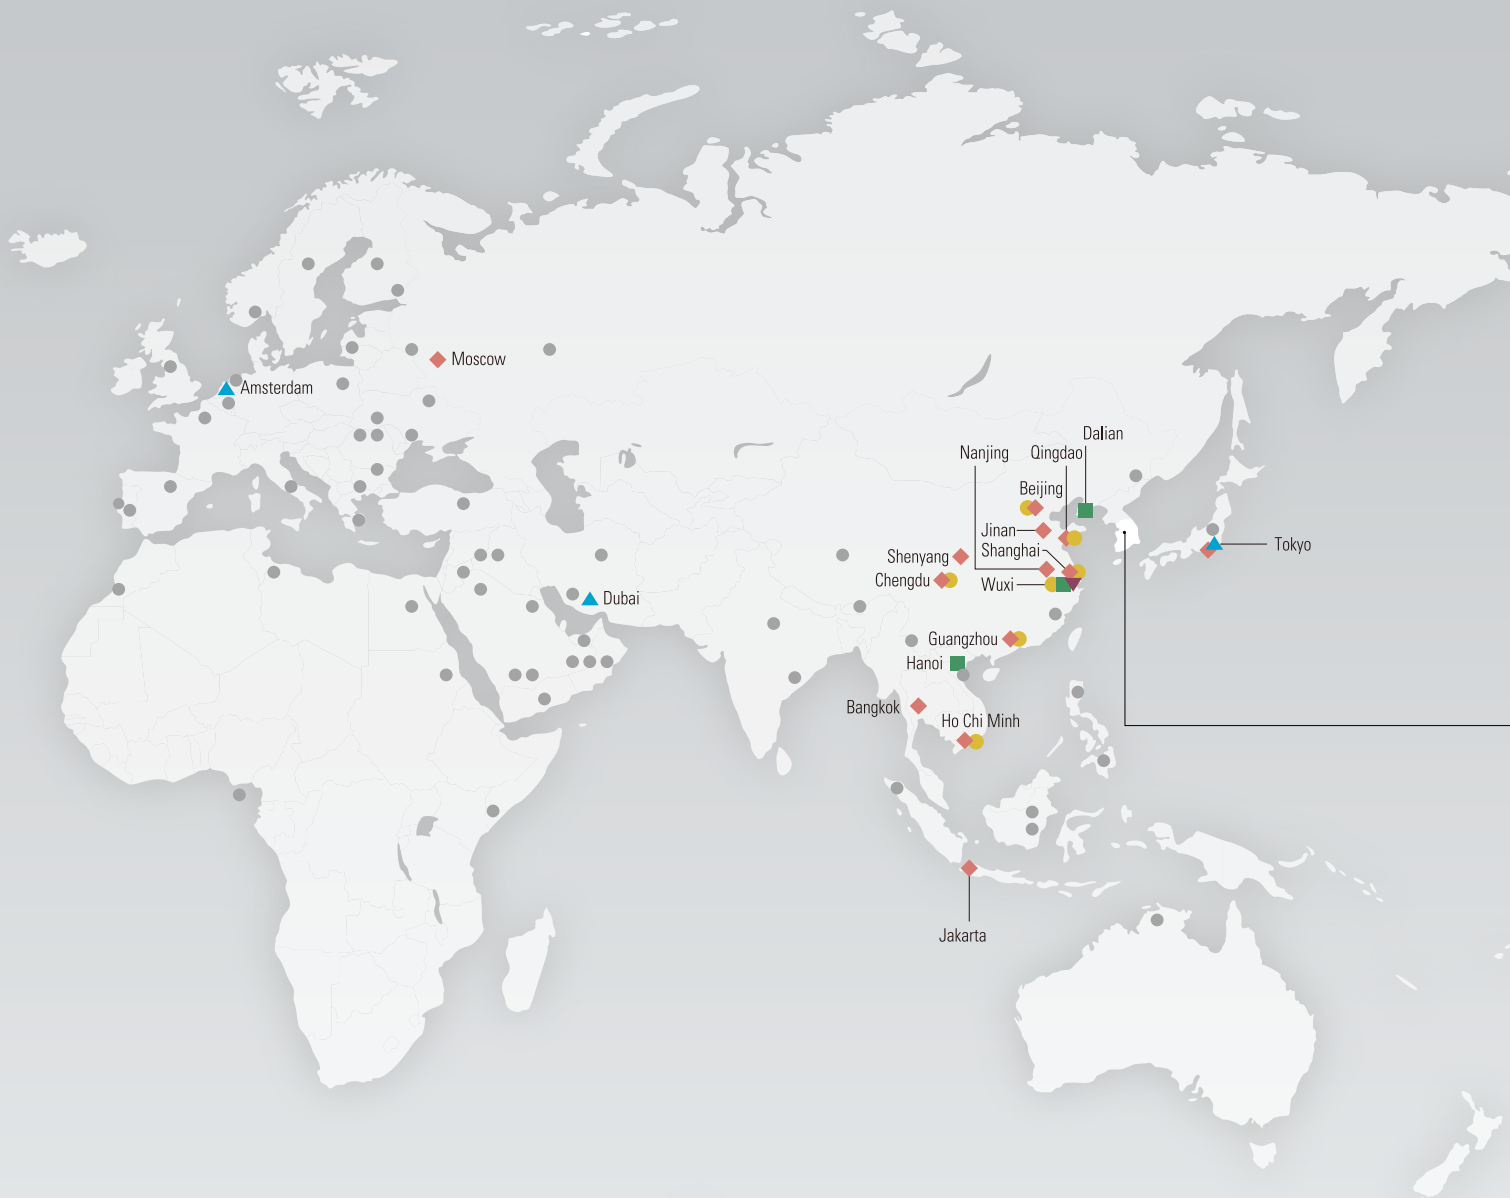 Moscow
Amsterdam
Dalian
Nanjing
Qingdao
Beijing
Jinan
Tokyo
Shanghai
Shenyang
Chengdu
Wuxi
Dubai
Guangzhou
Hanoi
Bangkok
Ho Chi Minh
Jakarta